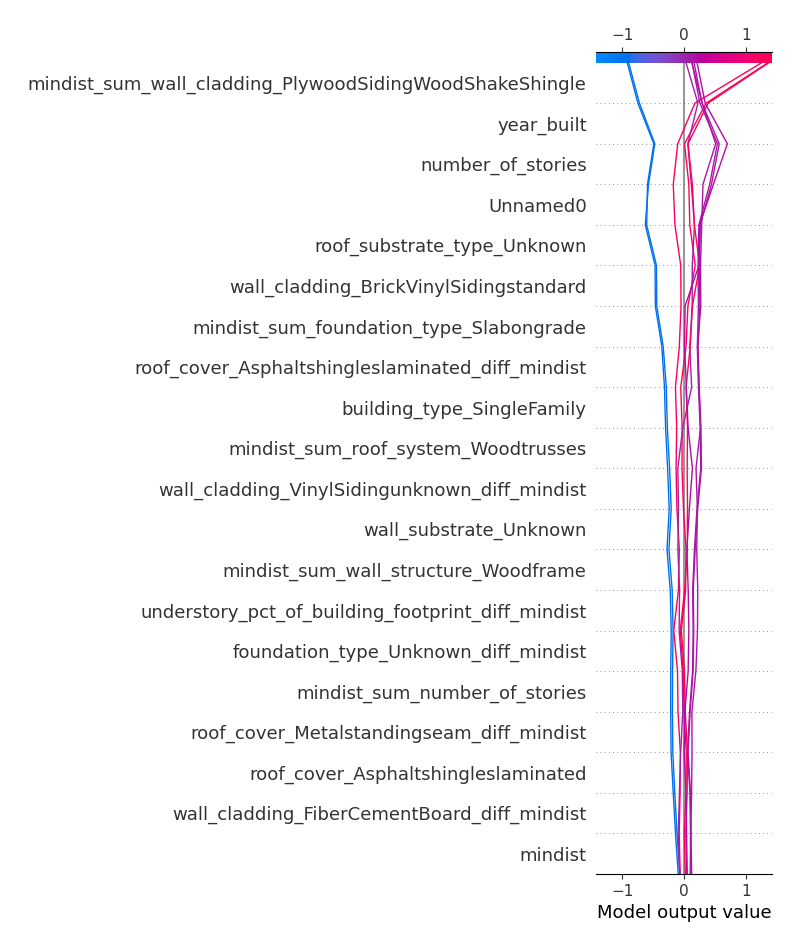 −1 0 1
mindist_sum_wall_cladding_PlywoodSidingWoodShakeShingle
year_built
number_of_stories
Unnamed0
roof_substrate_type_Unknown
wall_cladding_BrickVinylSidingstandard
mindist_sum_foundation_type_Slabongrade
roof_cover_Asphaltshingleslaminated_diff_mindist
building_type_SingleFamily
mindist_sum_roof_system_Woodtrusses
wall_cladding_VinylSidingunknown_diff_mindist
wall_substrate_Unknown
mindist_sum_wall_structure_Woodframe
understory_pct_of_building_footprint_diff_mindist
foundation_type_Unknown_diff_mindist
mindist_sum_number_of_stories
roof_cover_Metalstandingseam_diff_mindist
roof_cover_Asphaltshingleslaminated
wall_cladding_FiberCementBoard_diff_mindist
mindist
−1 0 1
Model output value